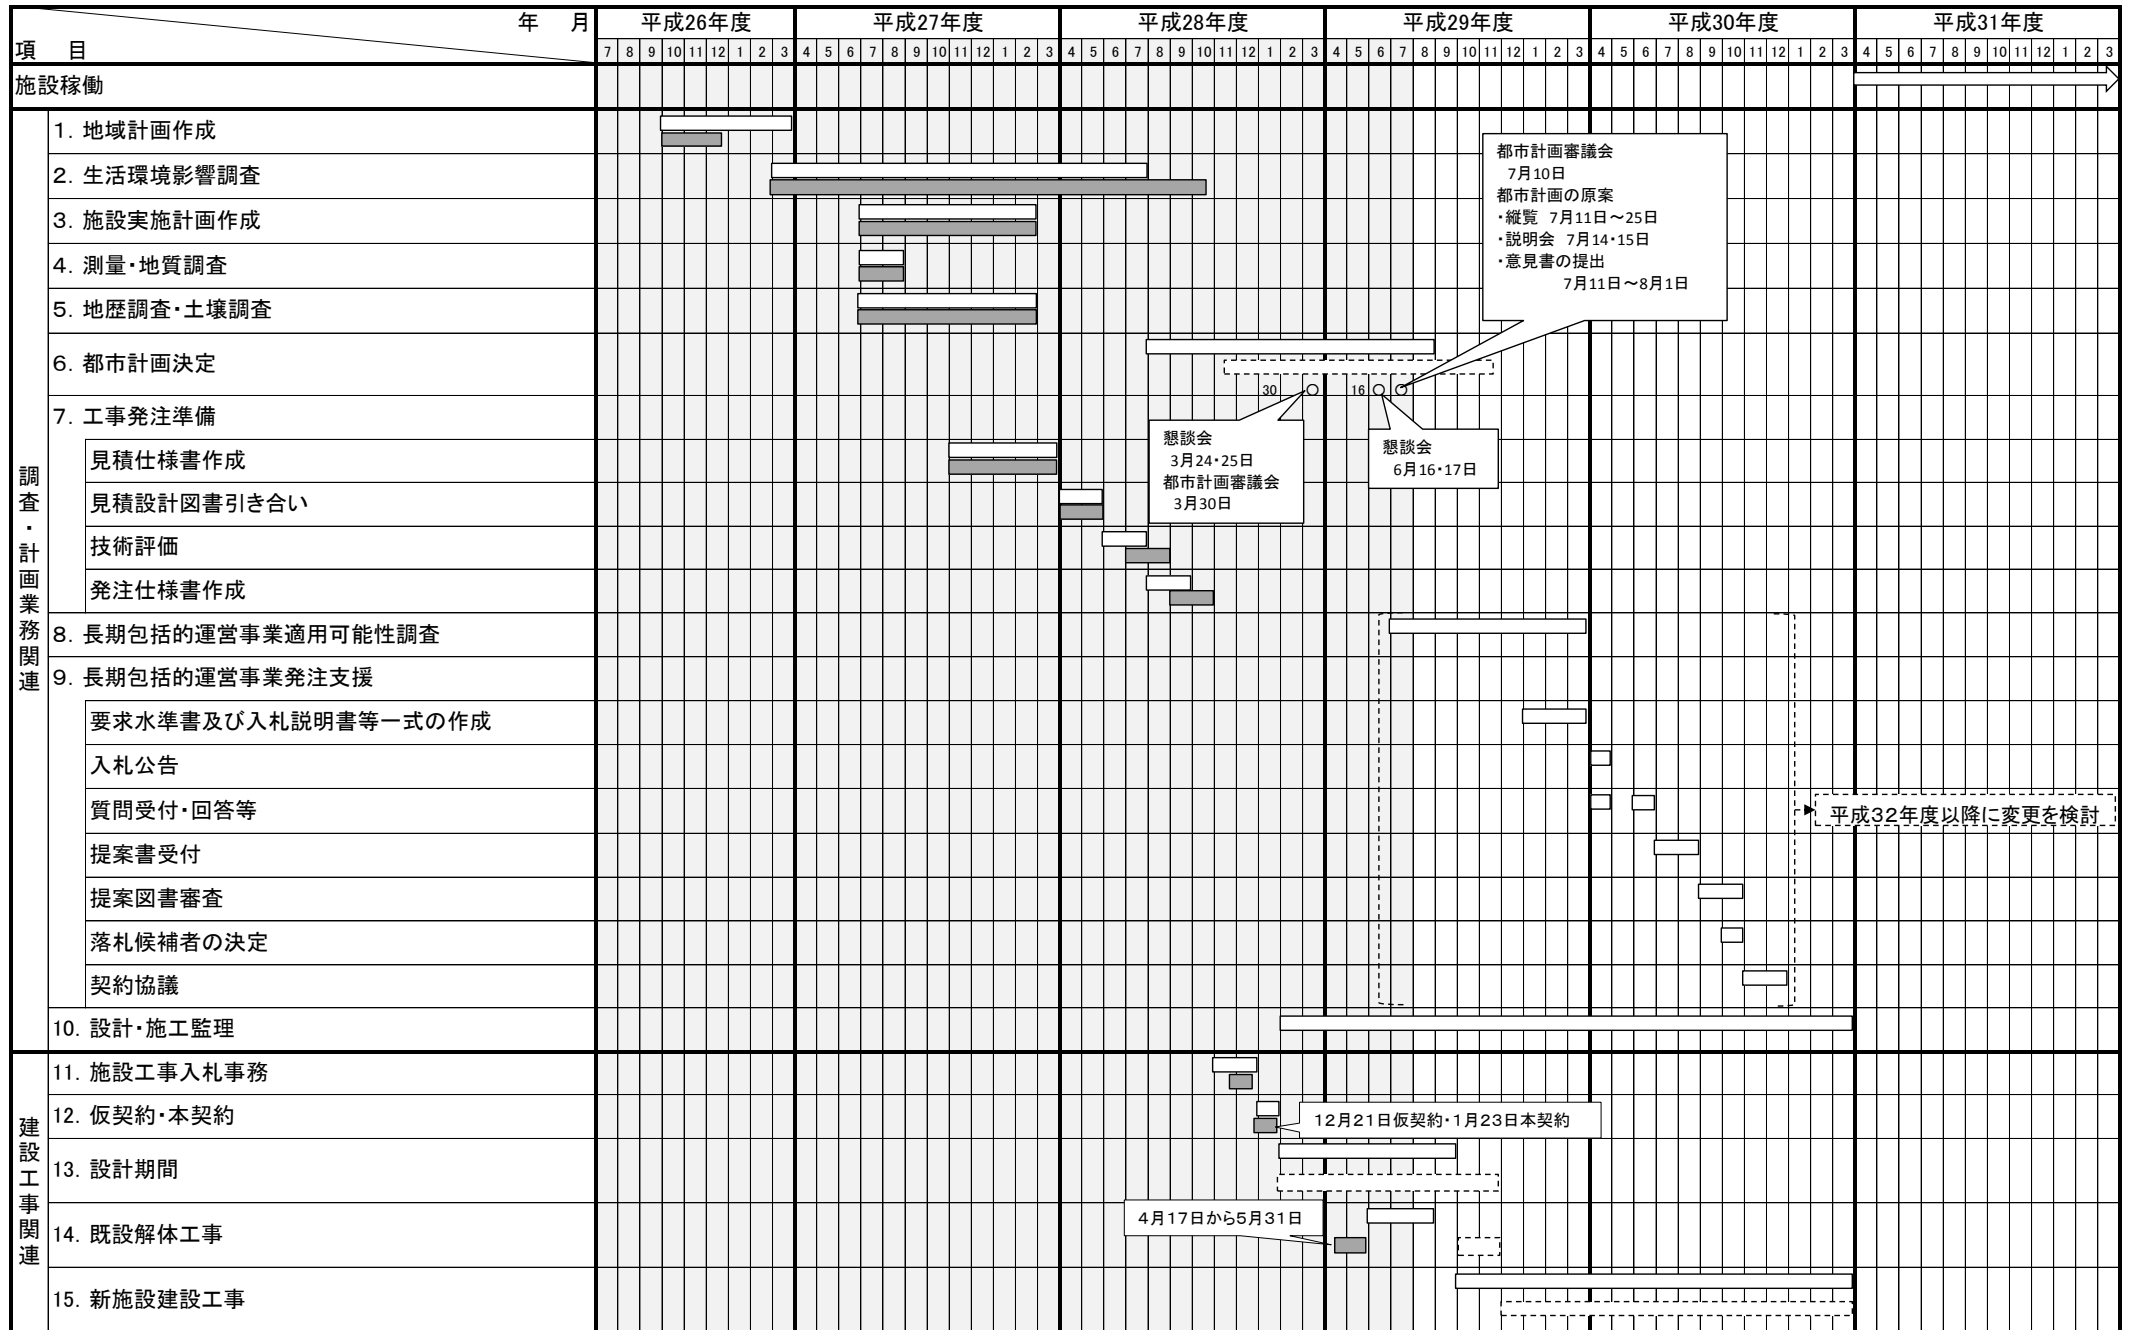 年 月
項 目
平成26年度 平成27年度 平成28年度 平成29年度 平成30年度 平成31年度
7 8 9 10 11 12 1 2 3 4 5 6 7 8 9 10 11 12 1 2 3 4 5 6 7 8 9 10 11 12 1 2 3 4 5 6 7 8 9 10 11 12 1 2 3 4 5 6 7 8 9 10 11 12 1 2 3 4 5 6 7 8 9 10 11 12 1 2 3
施設稼働
調査・計画業務関連
1. 地域計画作成
2. 生活環境影響調査
3. 施設実施計画作成
4. 測量・地質調査
5. 地歴調査・土壌調査
都市計画審議会
7月10日
都市計画の原案
・縦覧 7月11日～25日
・説明会 7月14・15日
・意見書の提出
7月11日～8月1日
6. 都市計画決定
30 16
7. 工事発注準備
懇談会
3月24・25日
都市計画審議会
3月30日
懇談会
6月16・17日
見積仕様書作成
見積設計図書引き合い
技術評価
発注仕様書作成
8. 長期包括的運営事業適用可能性調査
9. 長期包括的運営事業発注支援
要求水準書及び入札説明書等一式の作成
入札公告
質問受付・回答等
平成32年度以降に変更を検討
提案書受付
提案図書審査
落札候補者の決定
契約協議
10. 設計・施工監理
建設工事関連
11. 施設工事入札事務
12. 仮契約・本契約
12月21日仮契約・1月23日本契約
13. 設計期間
14. 既設解体工事
4月17日から5月31日
15. 新施設建設工事